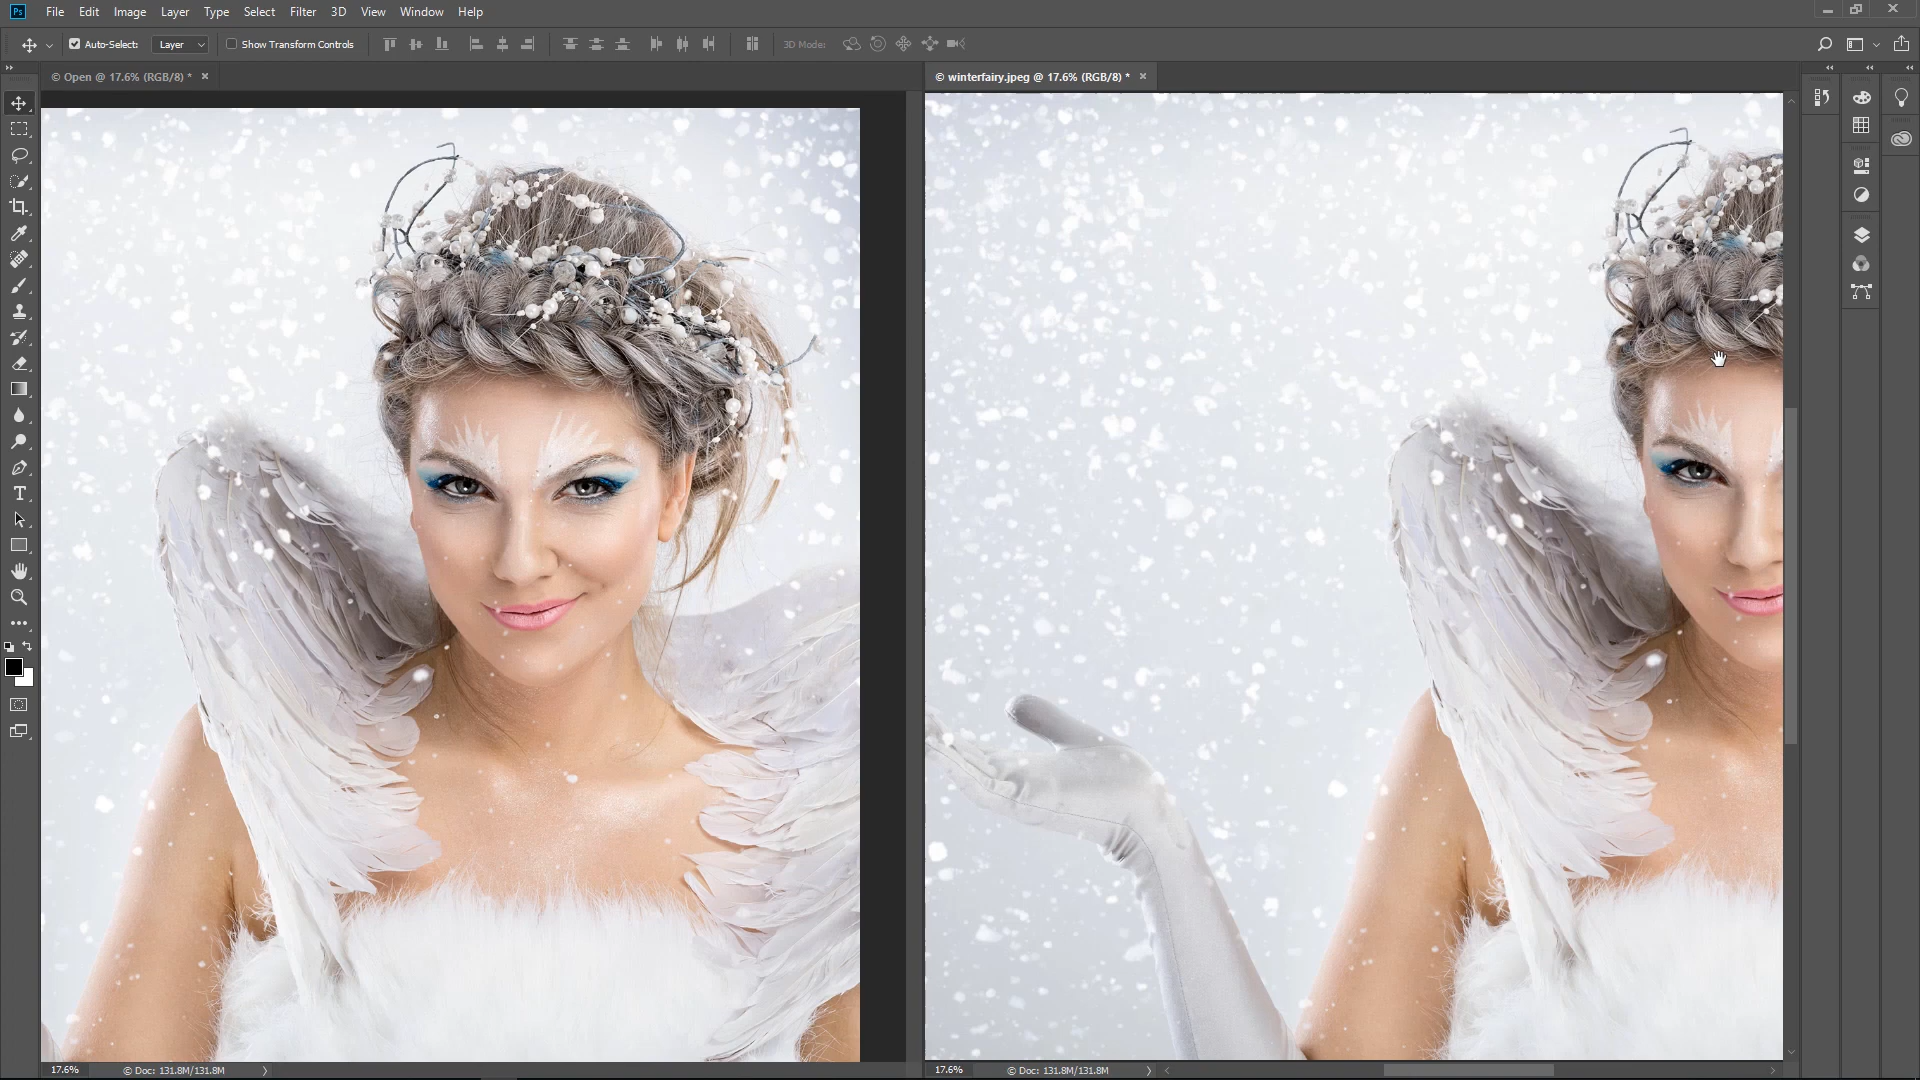 Ps File Edit Image Layer Type Select Filter 3D View Window Help
Auto-Select: Layer Show Transform Controls 3D Mode:
© Open @ 17.6% (RGB/8) * ×
© winterfairy.jpeg @ 17.6% (RGB/8) * ×
T
17.6% © Doc: 131.8M/131.8M
17.6% © Doc: 131.8M/131.8M